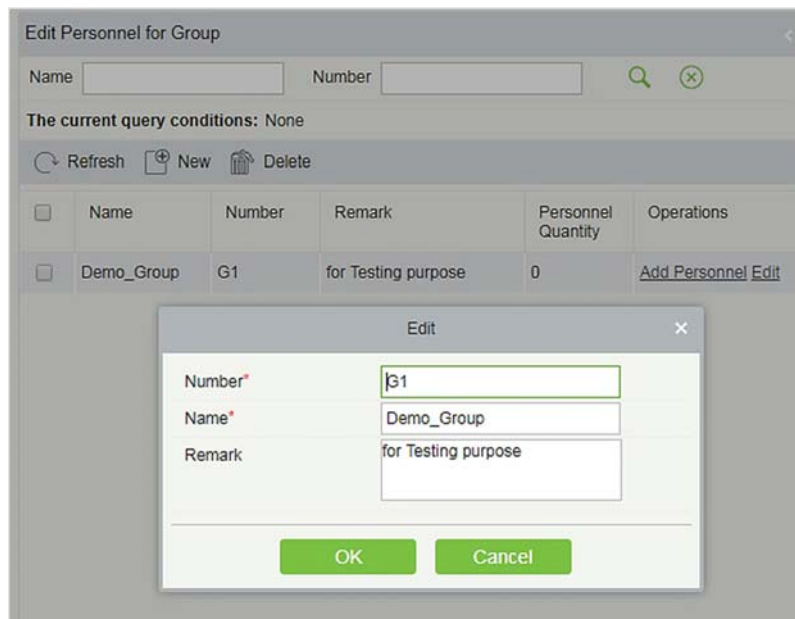 Edit Personnel for Group
Name Number
The current query conditions: None
Refresh New Delete
Name Number Remark Personnel Quantity Operations
Demo_Group G1 for Testing purpose 0 Add Personnel Edit
Edit
Number* G1
Name* Demo_Group
Remark for Testing purpose
OK Cancel